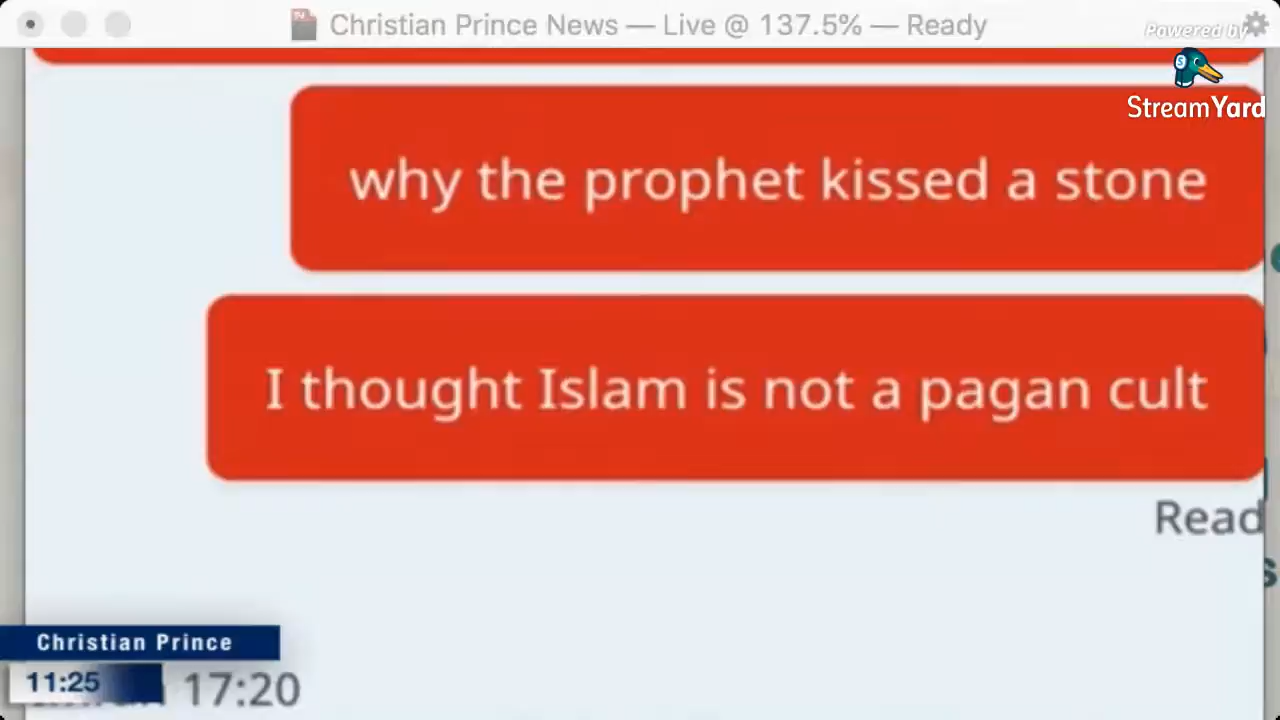 Christian Prince News — Live @ 137.5% — Ready
Powered by
StreamYard
why the prophet kissed a stone
I thought Islam is not a pagan cult
Read
Christian Prince
11:25
17:20